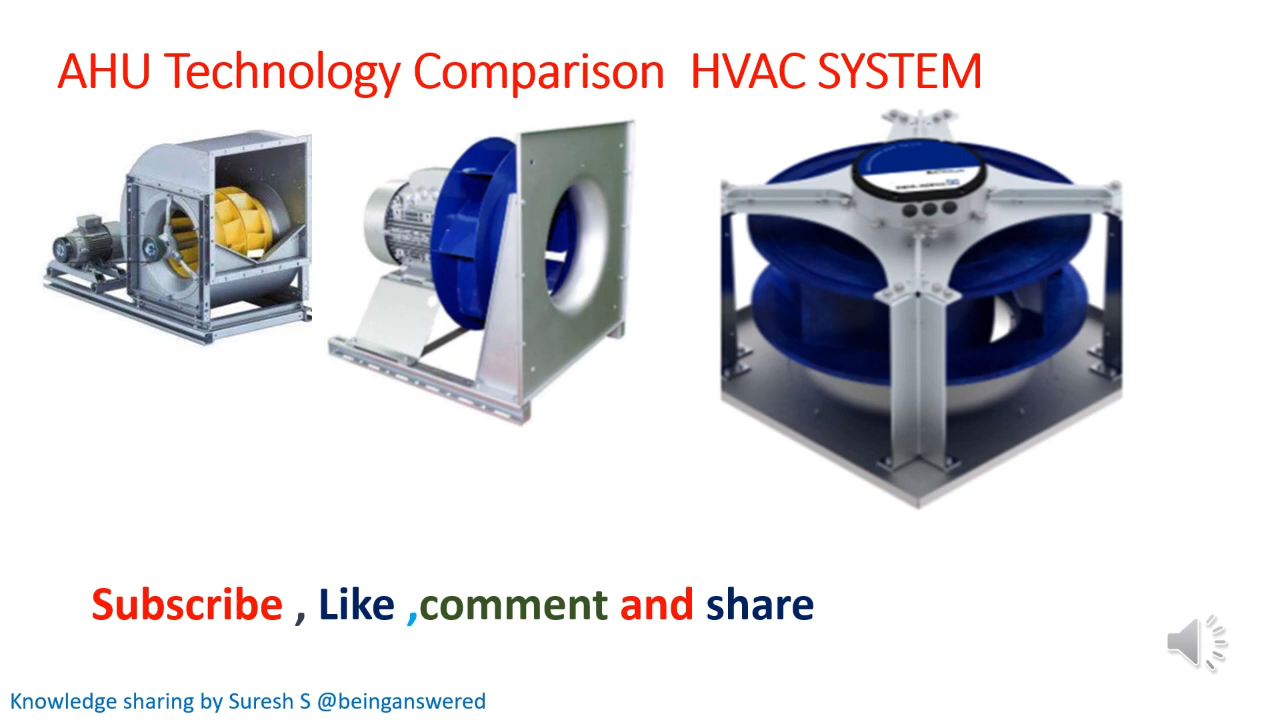 AHU Technology Comparison HVAC SYSTEM
Subscribe , Like ,comment and share
Knowledge sharing by Suresh S @beinganswered